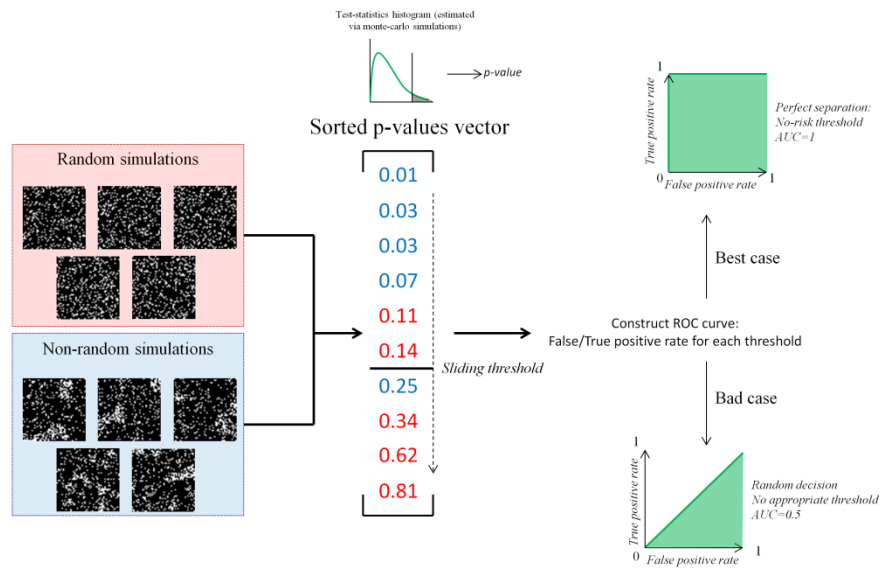 Test-statistics histogram (estimated
via monte-carlo simulations)
p-value
Sorted p-values vector
Random simulations
Non-random simulations
0.01
0.03
0.03
0.07
0.11
0.14
0.25
0.34
0.62
0.81
Sliding threshold
Construct ROC curve:
False/True positive rate for each threshold
Best case
Bad case
1
True positive rate
0
False positive rate
1
Perfect separation:
No-risk threshold
AUC=1
1
True positive rate
0
False positive rate
1
Random decision
No appropriate threshold
AUC=0.5